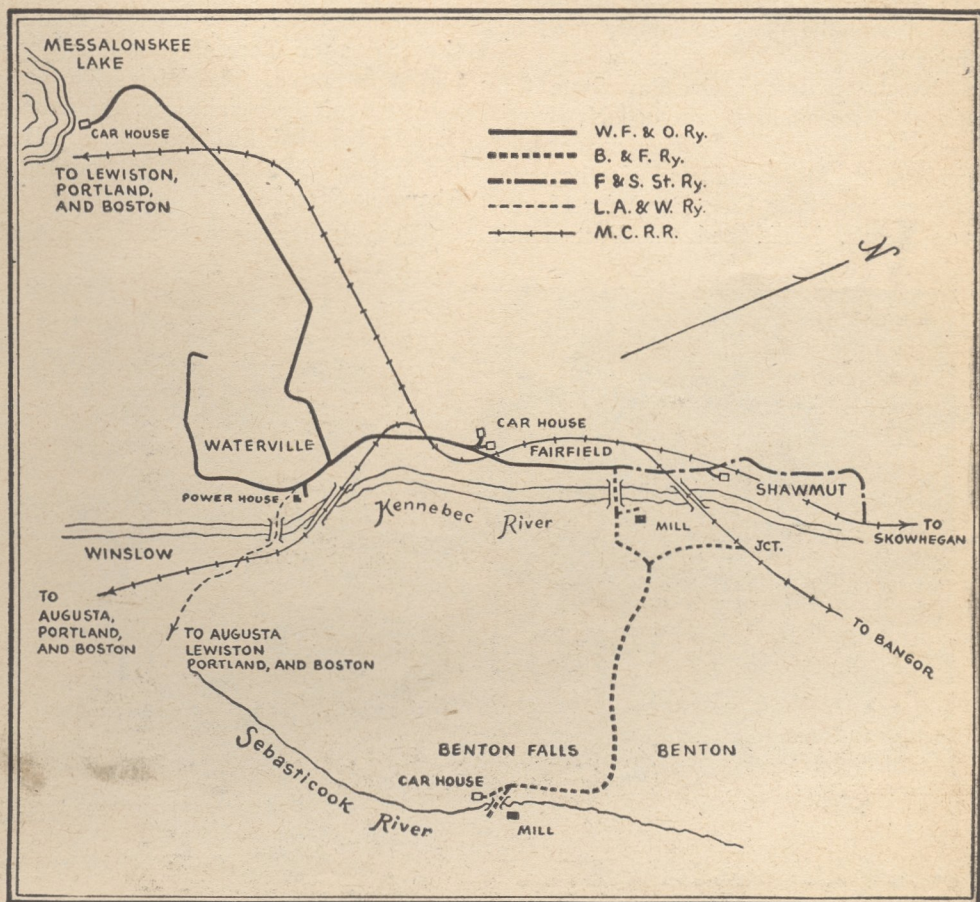 MESSALONSKEE
LAKE
CAR HOUSE
TO LEWISTON,
PORTLAND,
AND BOSTON
W. F. & O. Ry.
B. & F. Ry.
F & S. St. Ry.
L. A. & W. Ry.
M. C. R. R.
N
CAR HOUSE
FAIRFIELD
WATERVILLE
POWER HOUSE
SHAWMUT
Kennebec River
MILL
TO
SKOWHEGAN
WINSLOW
JCT.
TO
AUGUSTA,
PORTLAND,
AND BOSTON
TO AUGUSTA
LEWISTON
PORTLAND, AND BOSTON
TO BANGOR
Sebasticook River
BENTON FALLS
BENTON
CAR HOUSE
MILL